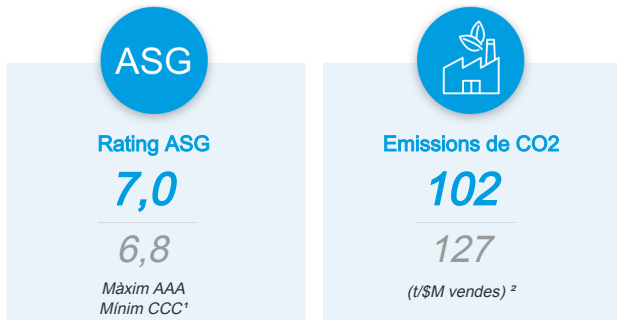 ASG
Rating ASG
7,0
6,8
Màxim AAA
Mínim CCC¹
Emissions de CO2
102
127
(t/$M vendes) ²